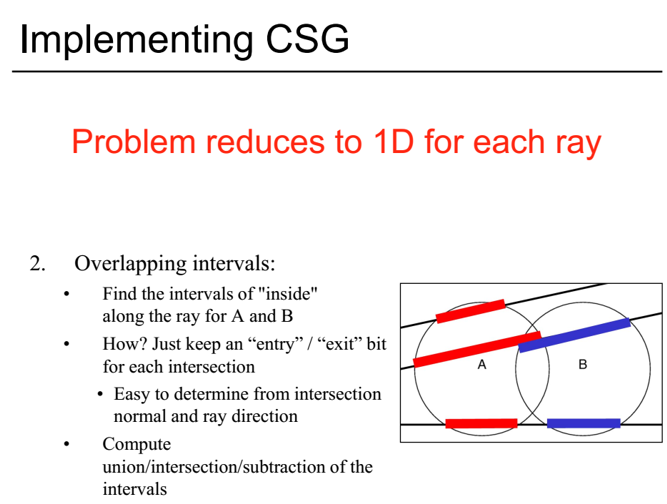 Implementing CSG
Problem reduces to 1D for each ray
2. Overlapping intervals:
• Find the intervals of "inside"
along the ray for A and B
• How? Just keep an “entry” / “exit” bit
for each intersection
• Easy to determine from intersection
normal and ray direction
• Compute
union/intersection/subtraction of the
intervals
A
B